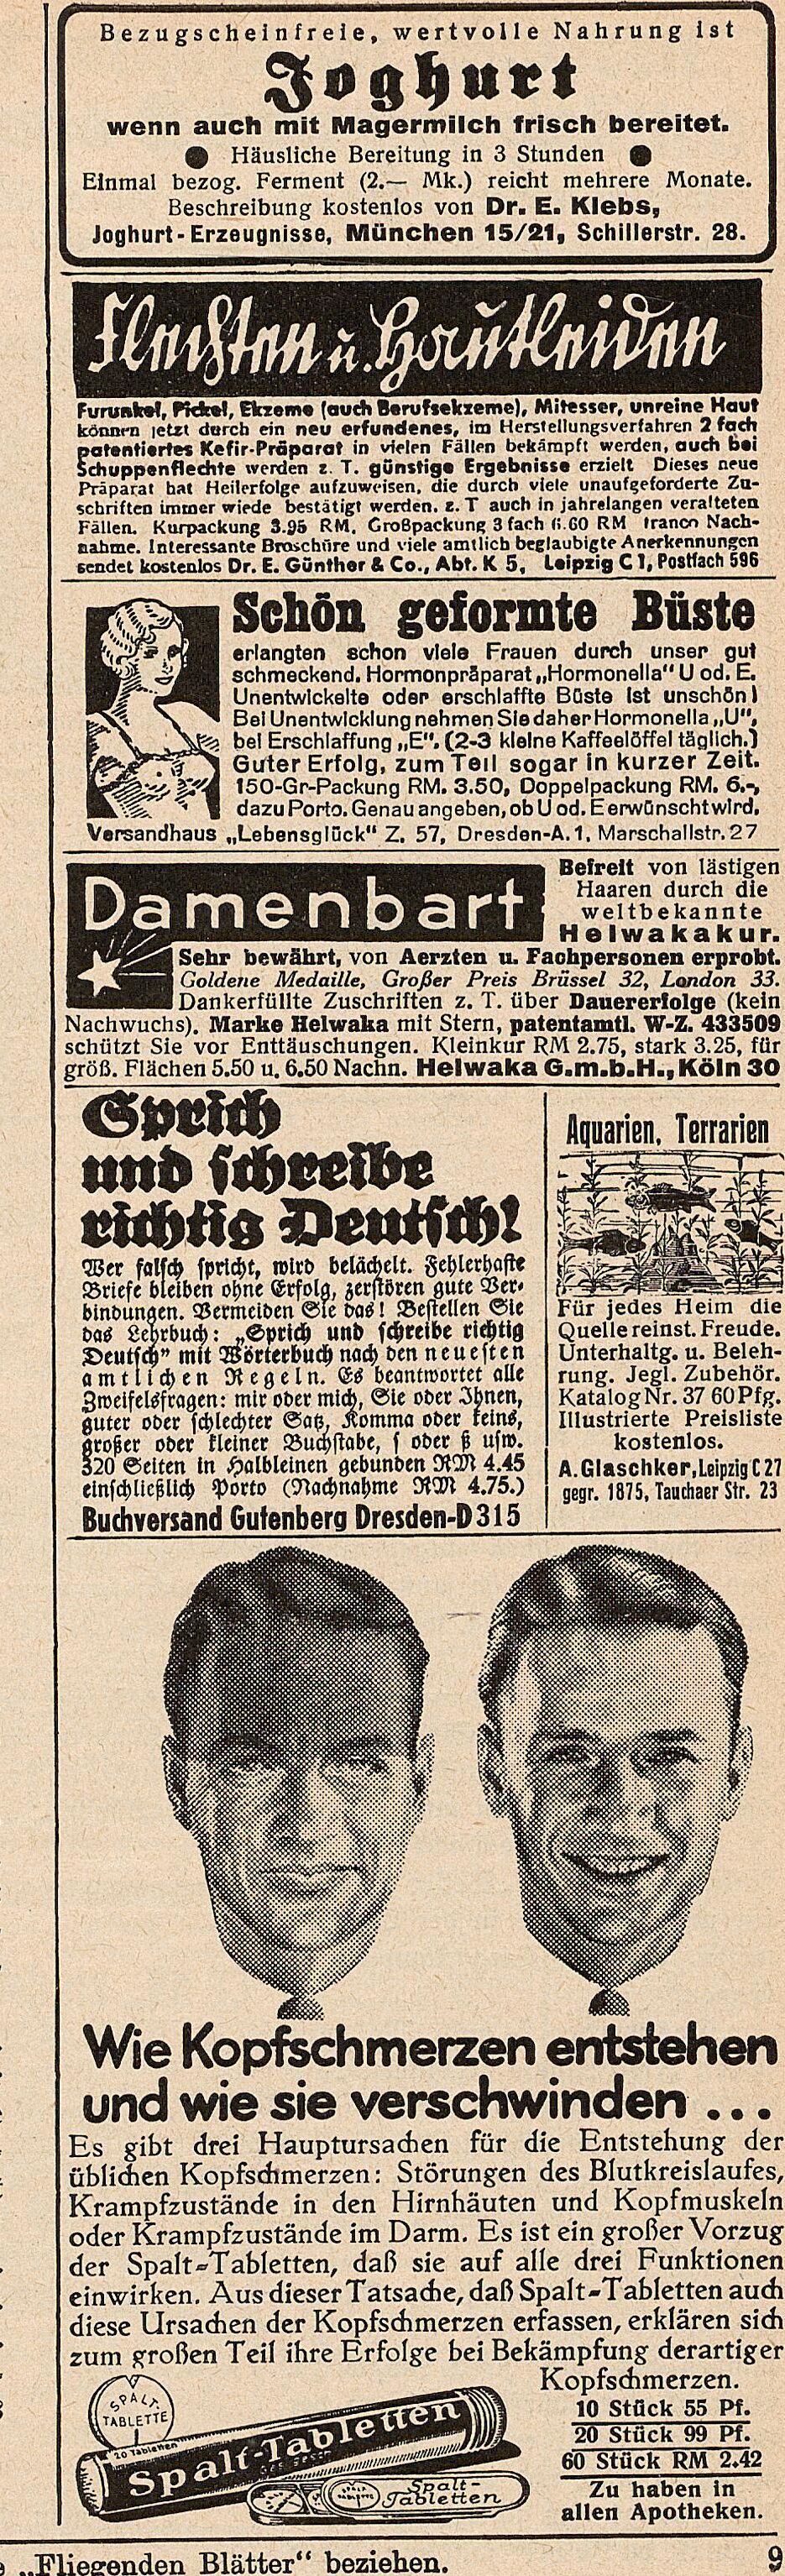 Bezugscheinfreie, wertvolle Nahrung ist
Joghurt
wenn auch mit Magermilch frisch bereitet.
● Häusliche Bereitung in 3 Stunden ●
Einmal bezog. Ferment (2.— Mk.) reicht mehrere Monate.
Beschreibung kostenlos von Dr. E. Klebs,
Joghurt-Erzeugnisse, München 15/21, Schillerstr. 28.
Flechten u. Hautleiden
Furunkel, Pickel, Ekzeme (auch Berufsekzeme), Mitesser, unreine Haut
können jetzt durch ein neu erfundenes, im Herstellungsverfahren 2 fach
patentiertes Kefir-Präparat in vielen Fällen bekämpft werden, auch bei
Schuppenflechte werden z. T. günstige Ergebnisse erzielt Dieses neue
Präparat hat Heilerfolge aufzuweisen, die durch viele unaufgeforderte Zu-
schriften immer wiede bestätigt werden. z. T auch in jahrelangen veralteten
Fällen. Kurpackung 3.95 RM, Großpackung 3 fach 6.60 RM franco Nach-
nahme. Interessante Broschüre und viele amtlich beglaubigte Anerkennungen
sendet kostenlos Dr. E. Günther & Co., Abt. K 5, Leipzig C 1, Postfach 596
Schön geformte Büste
erlangten schon viele Frauen durch unser gut
schmeckend. Hormonpräparat „Hormonella“ U od. E.
Unentwickelte oder erschlaffte Büste ist unschön!
Bei Unentwicklung nehmen Sie daher Hormonella „U“,
bei Erschlaffung „E“. (2-3 kleine Kaffeelöffel täglich.)
Guter Erfolg, zum Teil sogar in kurzer Zeit.
150-Gr-Packung RM. 3.50, Doppelpackung RM. 6.-,
dazu Porto. Genau angeben, ob U od. E erwünscht wird.
Versandhaus „Lebensglück“ Z. 57, Dresden-A. 1, Marschallstr. 27
Damenbart
Befreit von lästigen
Haaren durch die
weltbekannte
Helwakakur.
Sehr bewährt, von Aerzten u. Fachpersonen erprobt.
Goldene Medaille, Großer Preis Brüssel 32, London 33.
Dankerfüllte Zuschriften z. T. über Dauererfolge (kein
Nachwuchs). Marke Helwaka mit Stern, patentamtl. W-Z. 433509
schützt Sie vor Enttäuschungen. Kleinkur RM 2.75, stark 3.25, für
größ. Flächen 5.50 u. 6.50 Nachn. Helwaka G.m.b.H., Köln 30
Sprich
und schreibe
richtig Deutsch!
Wer falsch spricht, wird belächelt. Fehlerhafte
Briefe bleiben ohne Erfolg, zerstören gute Ver-
bindungen. Vermeiden Sie das! Bestellen Sie
das Lehrbuch: „Sprich und schreibe richtig
Deutsch“ mit Wörterbuch nach den neuesten
amtlichen Regeln. Es beantwortet alle
Zweifelsfragen: mir oder mich, Sie oder Ihnen,
guter oder schlechter Satz, Komma oder keins,
großer oder kleiner Buchstabe, s oder ß usw.
320 Seiten in Halbleinen gebunden RM 4.45
einschließlich Porto (Nachnahme RM 4.75.)
Buchversand Gutenberg Dresden-D 315
Aquarien, Terrarien
Für jedes Heim die
Quelle reinst. Freude.
Unterhaltg. u. Beleh-
rung. Jegl. Zubehör.
Katalog Nr. 37 60 Pfg.
Illustrierte Preisliste
kostenlos.
A. Glaschker, Leipzig C 27
gegr. 1875, Tauchaer Str. 23
Wie Kopfschmerzen entstehen
und wie sie verschwinden ...
Es gibt drei Hauptursachen für die Entstehung der
üblichen Kopfschmerzen: Störungen des Blutkreislaufes,
Krampfzustände in den Hirnhäuten und Kopfmuskeln
oder Krampfzustände im Darm. Es ist ein großer Vorzug
der Spalt-Tabletten, daß sie auf alle drei Funktionen
einwirken. Aus dieser Tatsache, daß Spalt-Tabletten auch
diese Ursachen der Kopfschmerzen erfassen, erklären sich
zum großen Teil ihre Erfolge bei Bekämpfung derartiger
Kopfschmerzen.
SPALT-
TABLETTE
20 Tabletten
Spalt-Tabletten
Spalt-
Tabletten
10 Stück 55 Pf.
20 Stück 99 Pf.
60 Stück RM 2.42
Zu haben in
allen Apotheken.
„Fliegenden Blätter“ beziehen.
9